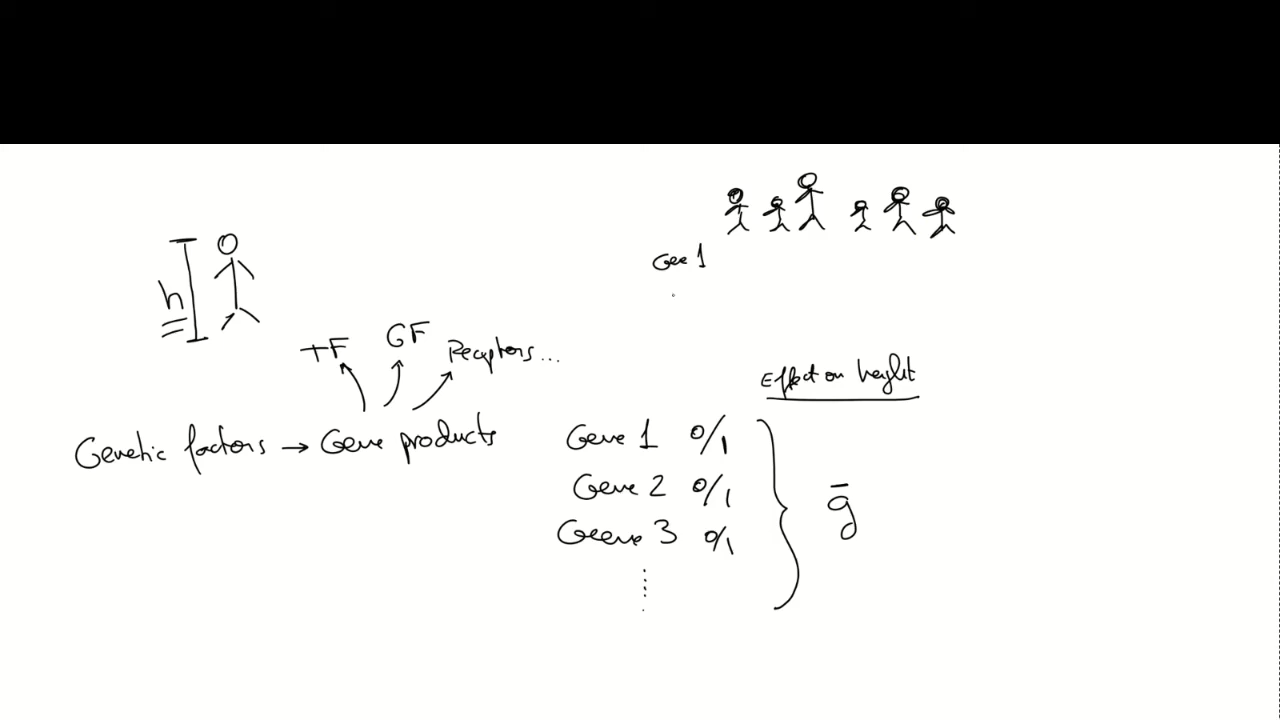 Gene 1
h
TF GF Receptors...
Effect on height
Genetic factors → Gene products
Gene 1 0/1
Gene 2 0/1
Geene 3 0/1
ḡ